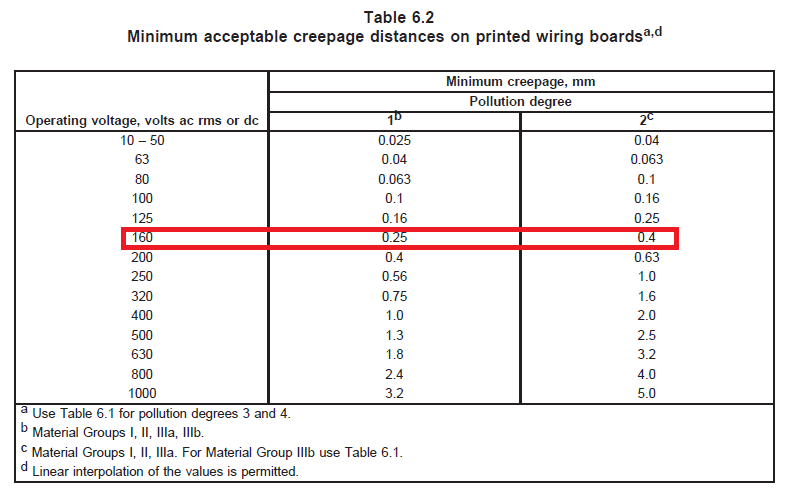 Table 6.2
Minimum acceptable creepage distances on printed wiring boardsa,d
Minimum creepage, mm
Pollution degree
Operating voltage, volts ac rms or dc 1b 2c
10 – 50 0.025 0.04
63 0.04 0.063
80 0.063 0.1
100 0.1 0.16
125 0.16 0.25
160 0.25 0.4
200 0.4 0.63
250 0.56 1.0
320 0.75 1.6
400 1.0 2.0
500 1.3 2.5
630 1.8 3.2
800 2.4 4.0
1000 3.2 5.0
a Use Table 6.1 for pollution degrees 3 and 4.
b Material Groups I, II, IIIa, IIIb.
c Material Groups I, II, IIIa. For Material Group IIIb use Table 6.1.
d Linear interpolation of the values is permitted.